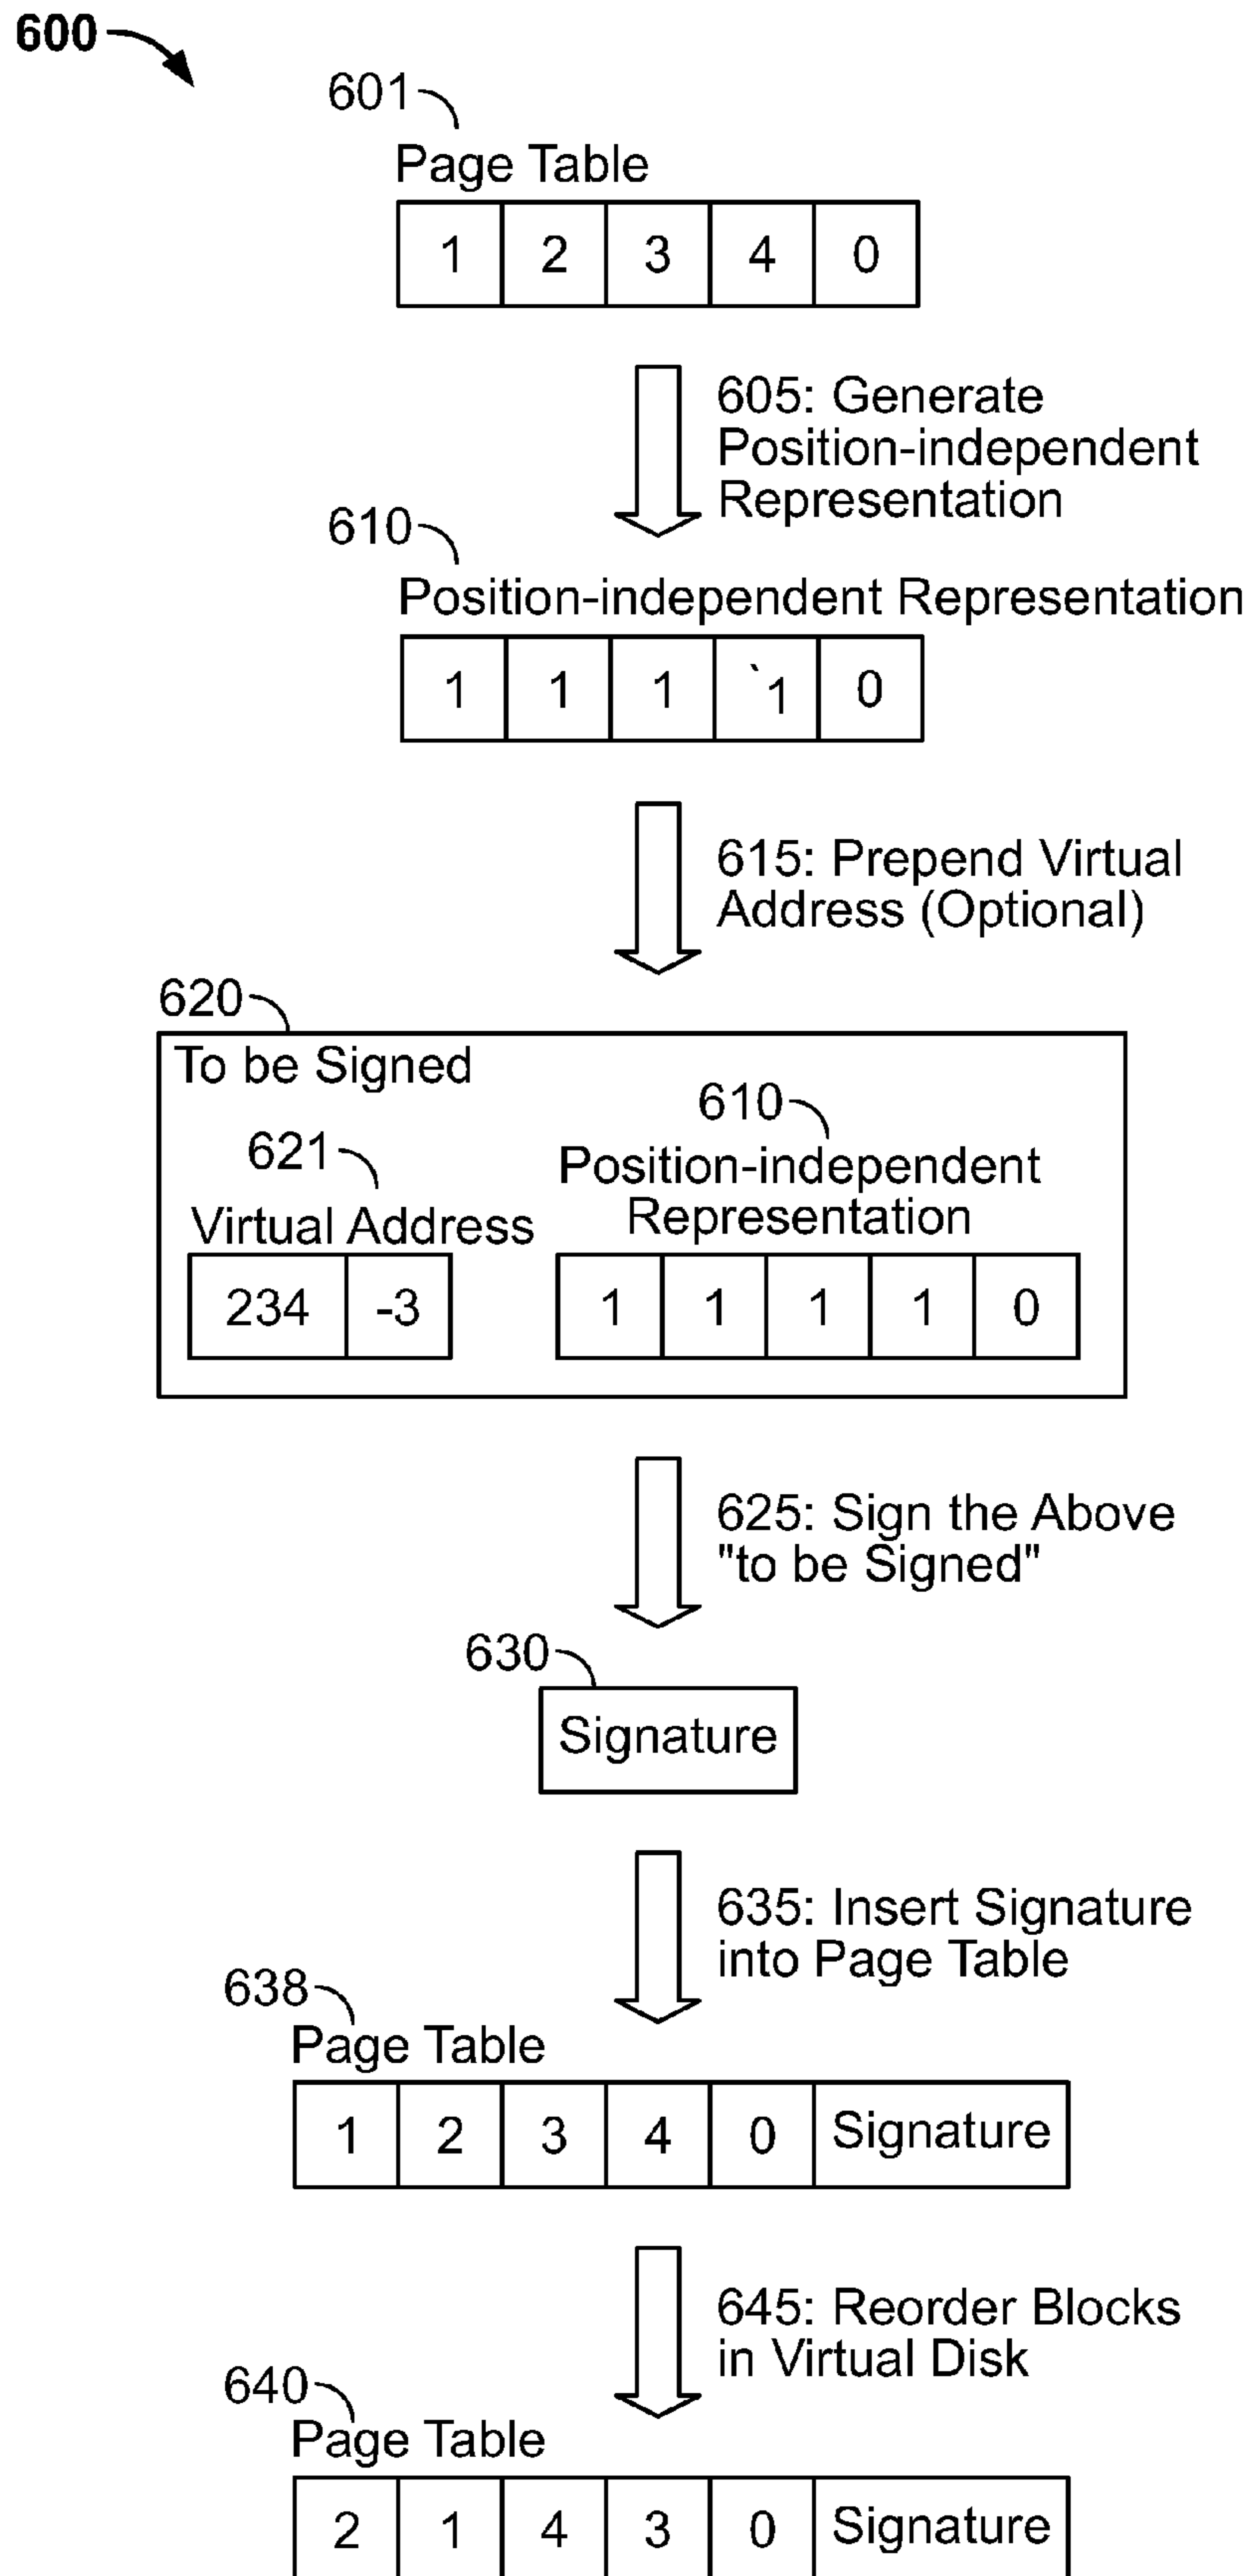 600
601
Page Table
1 2 3 4 0
605: Generate
Position-independent
Representation
610
Position-independent Representation
1 1 1 `1 0
615: Prepend Virtual
Address (Optional)
620
To be Signed
610
621
Position-independent
Representation
Virtual Address
234 -3
1 1 1 1 0
625: Sign the Above
"to be Signed"
630
Signature
635: Insert Signature
into Page Table
638
Page Table
1 2 3 4 0 Signature
645: Reorder Blocks
in Virtual Disk
640
Page Table
2 1 4 3 0 Signature